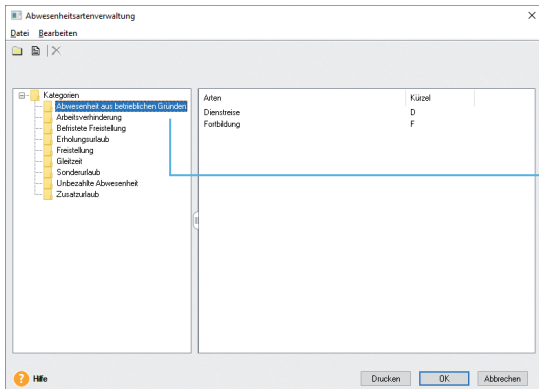 Abwesenheitsartenverwaltung
Datei Bearbeiten
Kategorien
Abwesenheit aus betrieblichen Gründen
Arbeitsverhinderung
Befristete Freistellung
Erholungsurlaub
Freistellung
Gleitzeit
Sonderurlaub
Unbezahlte Abwesenheit
Zusatzurlaub
Arten Kürzel
Dienstreise D
Fortbildung F
? Hilfe Drucken OK Abbrechen